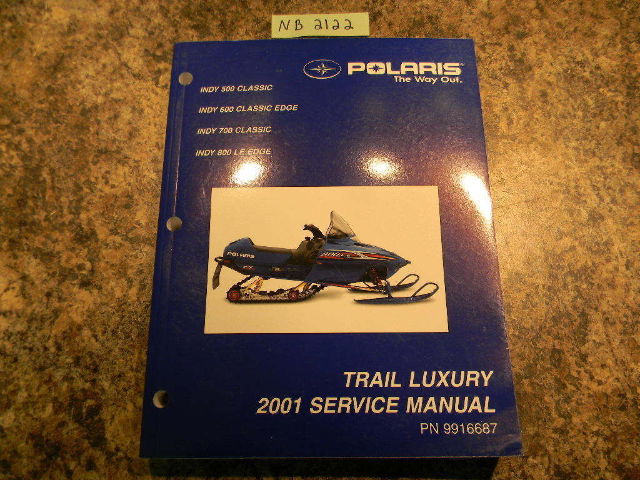 NB 2122
POLARIS
The Way Out.
INDY 500 CLASSIC
INDY 600 CLASSIC EDGE
INDY 700 CLASSIC
INDY 800 LE EDGE
POLARIS
TRAIL LUXURY
2001 SERVICE MANUAL
PN 9916687